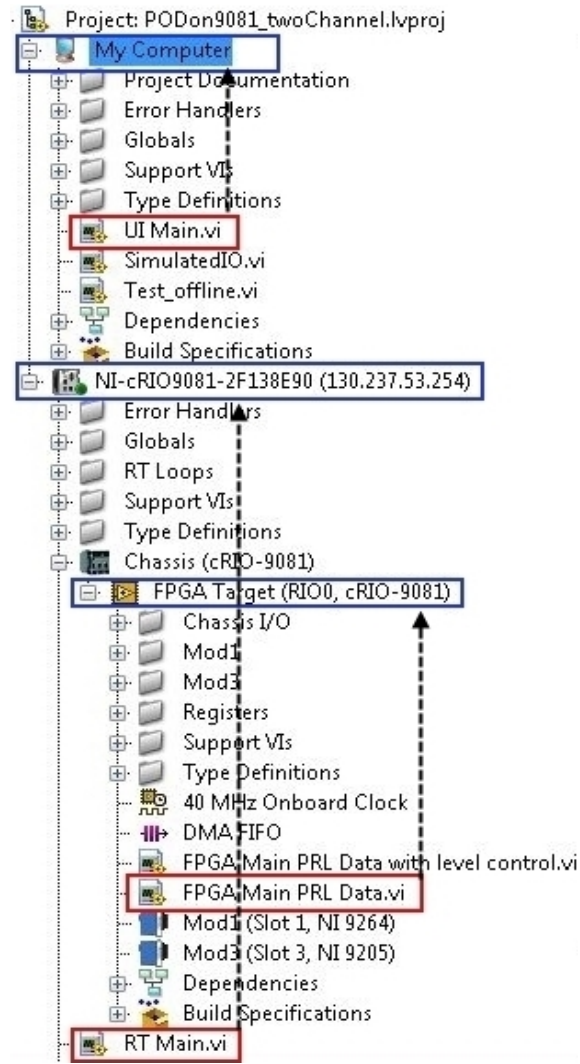 Project: PODon9081_twoChannel.lvproj
My Computer
Project Documentation
Error Handlers
Globals
Support VIs
Type Definitions
UI Main.vi
SimulatedIO.vi
Test_offline.vi
Dependencies
Build Specifications
NI-cRIO9081-2F138E90 (130.237.53.254)
Error Handlers
Globals
RT Loops
Support VIs
Type Definitions
Chassis (cRIO-9081)
FPGA Target (RIO0, cRIO-9081)
Chassis I/O
Mod1
Mod3
Registers
Support VIs
Type Definitions
40 MHz Onboard Clock
DMA FIFO
FPGA Main PRL Data with level control.vi
FPGA Main PRL Data.vi
Mod1 (Slot 1, NI 9264)
Mod3 (Slot 3, NI 9205)
Dependencies
Build Specifications
RT Main.vi